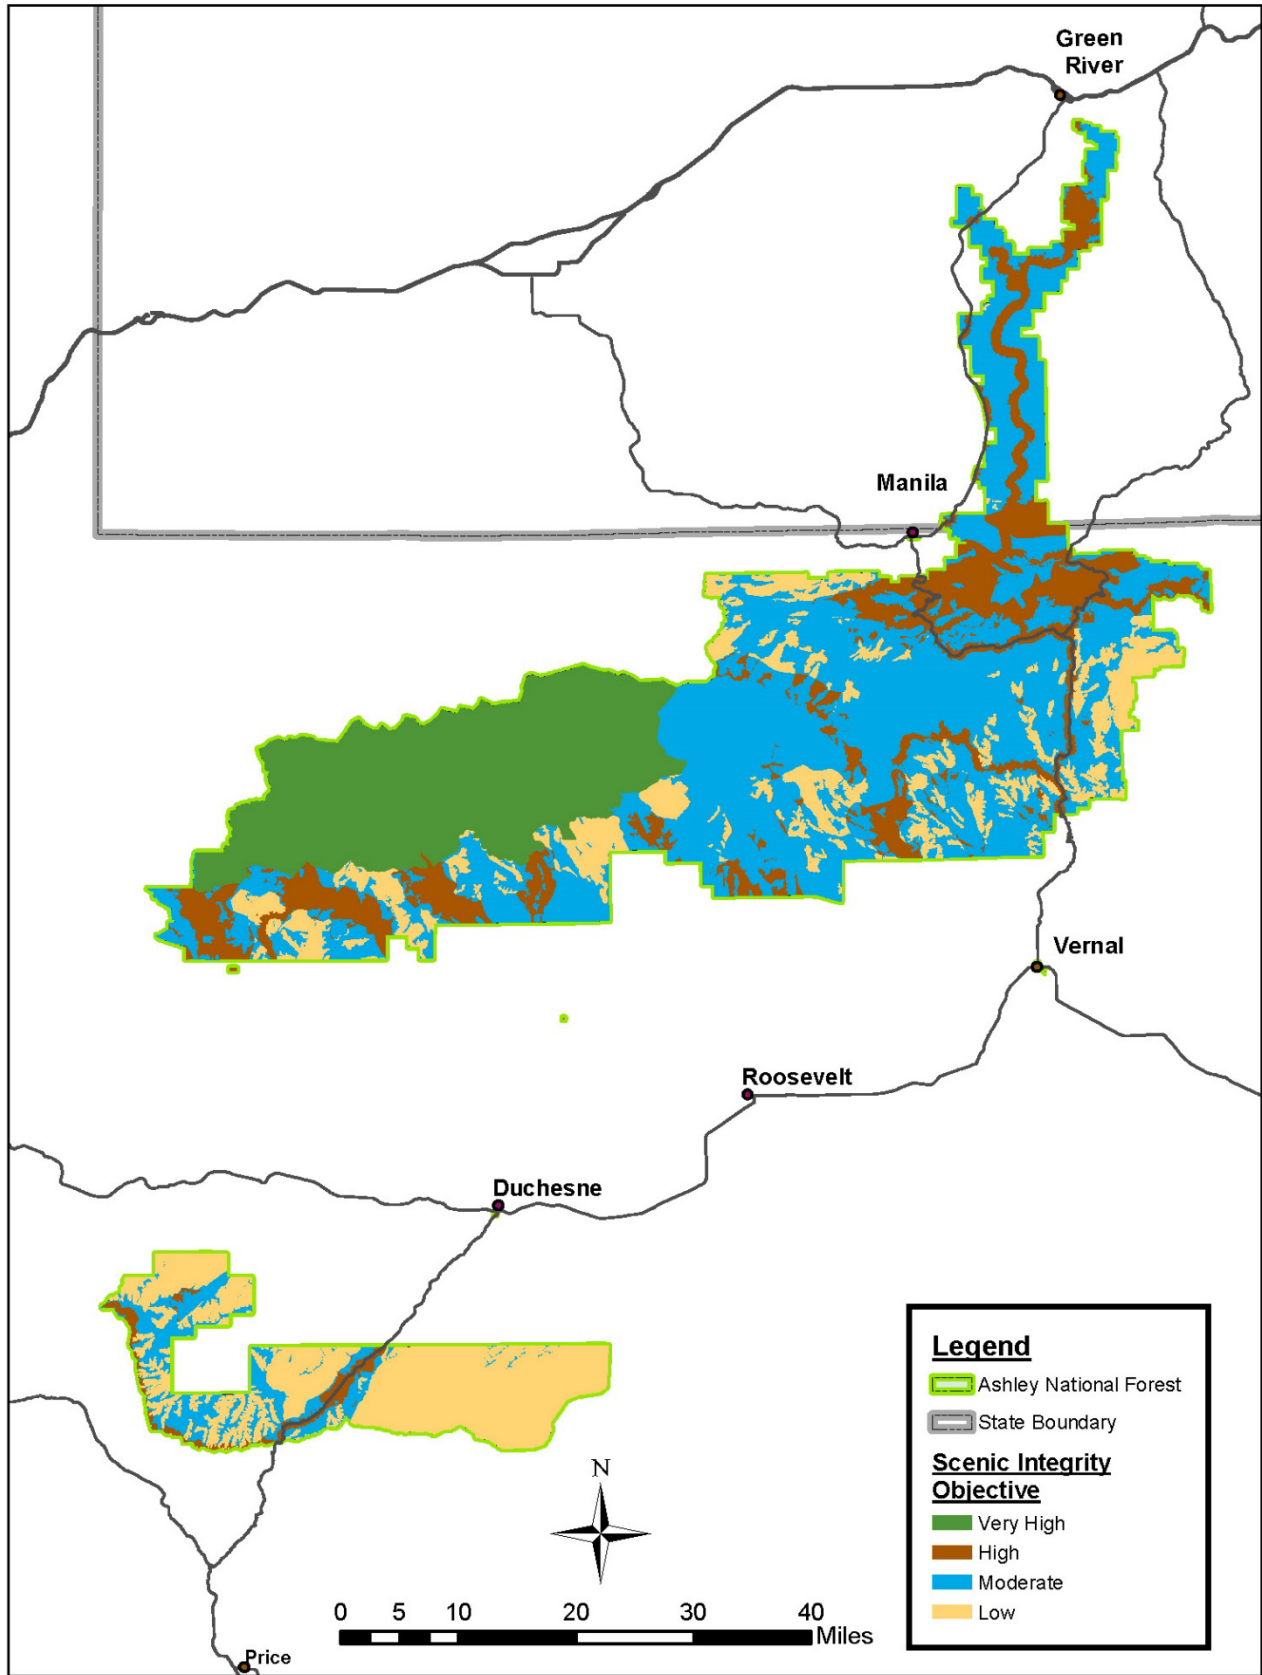 Green
River
Manila
Vernal
Roosevelt
Duchesne
Legend
Ashley National Forest
State Boundary
Scenic Integrity
Objective
Very High
High
Moderate
Low
N
0 5 10 20 30 40
Miles
Price